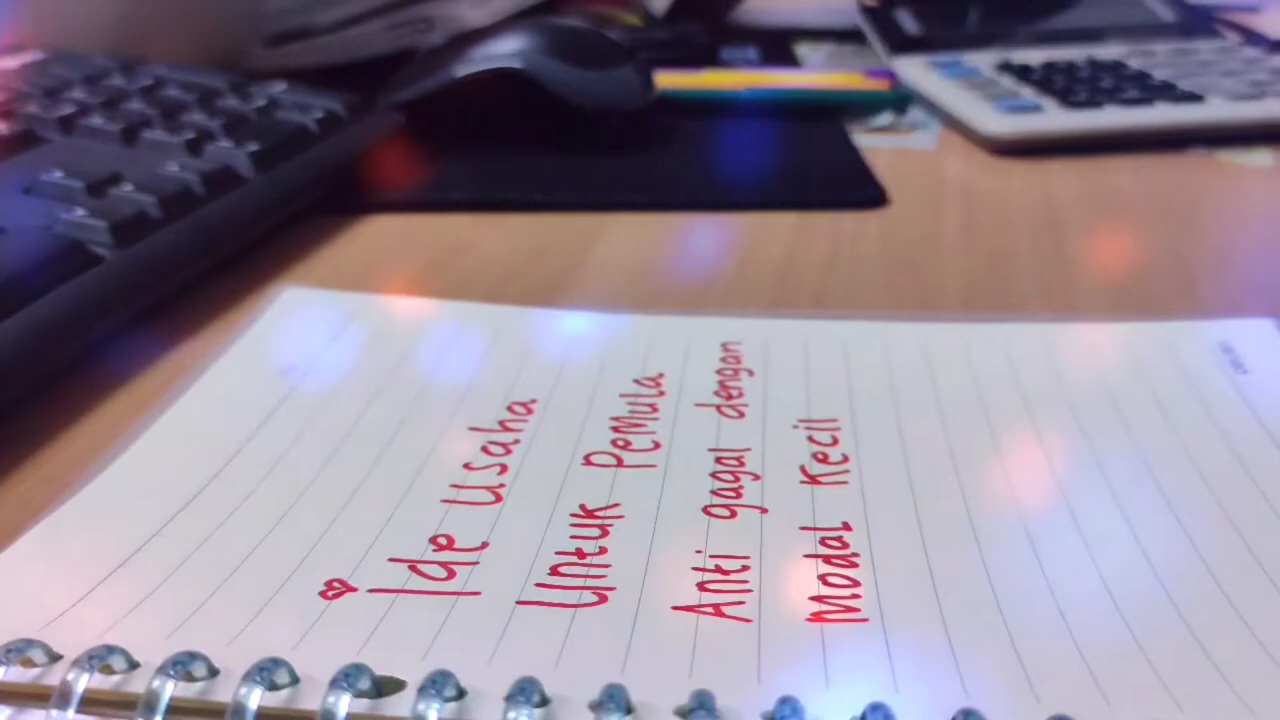 Ide usaha
Untuk Pemula
Anti gagal dengan
Modal Kecil